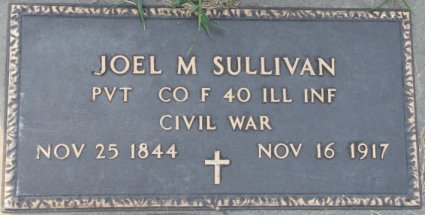 JOEL M SULLIVAN
PVT CO F 40 ILL INF
CIVIL WAR
NOV 25 1844 NOV 16 1917